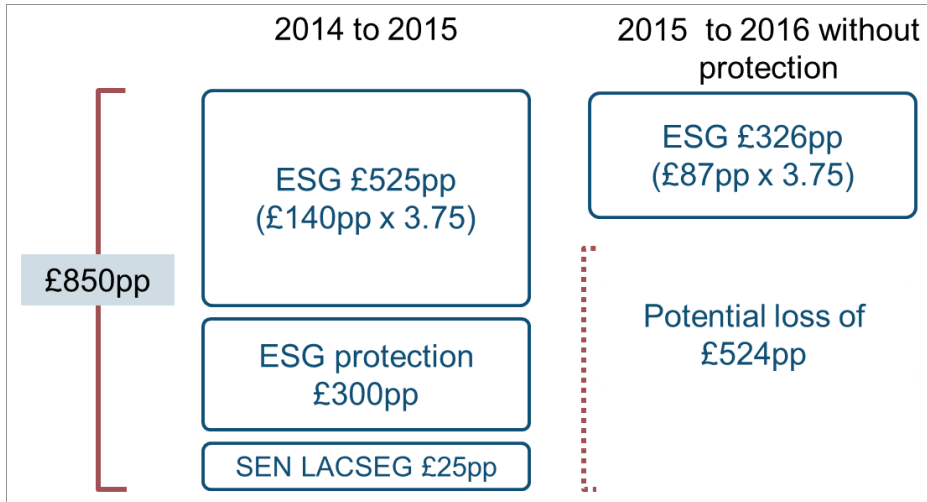 2014 to 2015
2015 to 2016 without
protection
£850pp
ESG £525pp
(£140pp x 3.75)
ESG protection
£300pp
SEN LACSEG £25pp
ESG £326pp
(£87pp x 3.75)
Potential loss of
£524pp